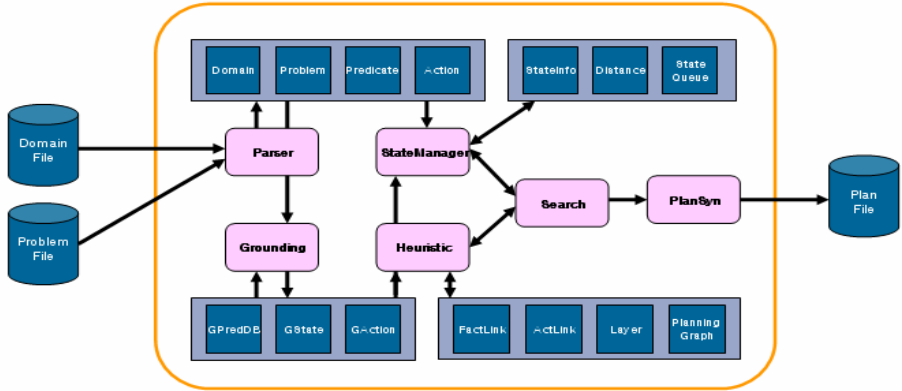 Domain
Problem
Predicate
Action
StateInfo
Distance
State
Queue
Domain
File
Parser
StateManager
Search
PlanSyn
Plan
File
Problem
File
Grounding
Heuristic
GPredDB
GState
GAction
FactLink
ActLink
Layer
Planning
Graph